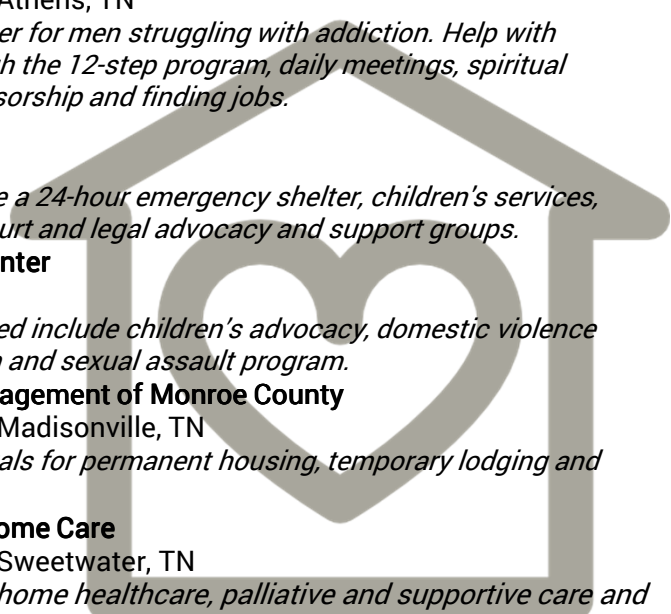 Athens, TN
er for men struggling with addiction. Help with
h the 12-step program, daily meetings, spiritual
sorship and finding jobs.
e a 24-hour emergency shelter, children's services,
urt and legal advocacy and support groups.
nter
ed include children's advocacy, domestic violence
n and sexual assault program.
agement of Monroe County
Madisonville, TN
als for permanent housing, temporary lodging and
ome Care
Sweetwater, TN
home healthcare, palliative and supportive care and